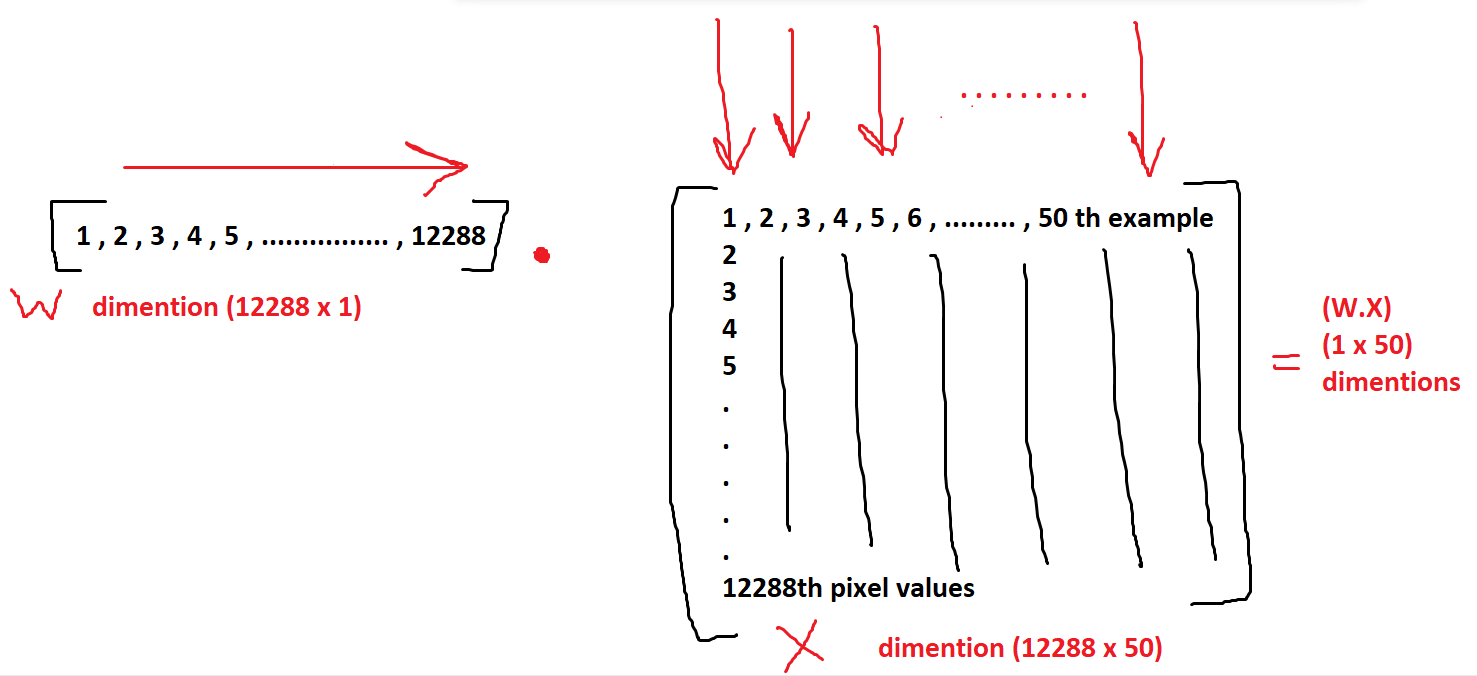 1 , 2 , 3 , 4 , 5 , ................ , 12288
W dimention (12288 x 1)
1 , 2 , 3 , 4 , 5 , 6 , ......... , 50 th example
2
3
4
5
.
.
.
.
.
12288th pixel values
X dimention (12288 x 50)
=
(W.X)
(1 x 50)
dimentions